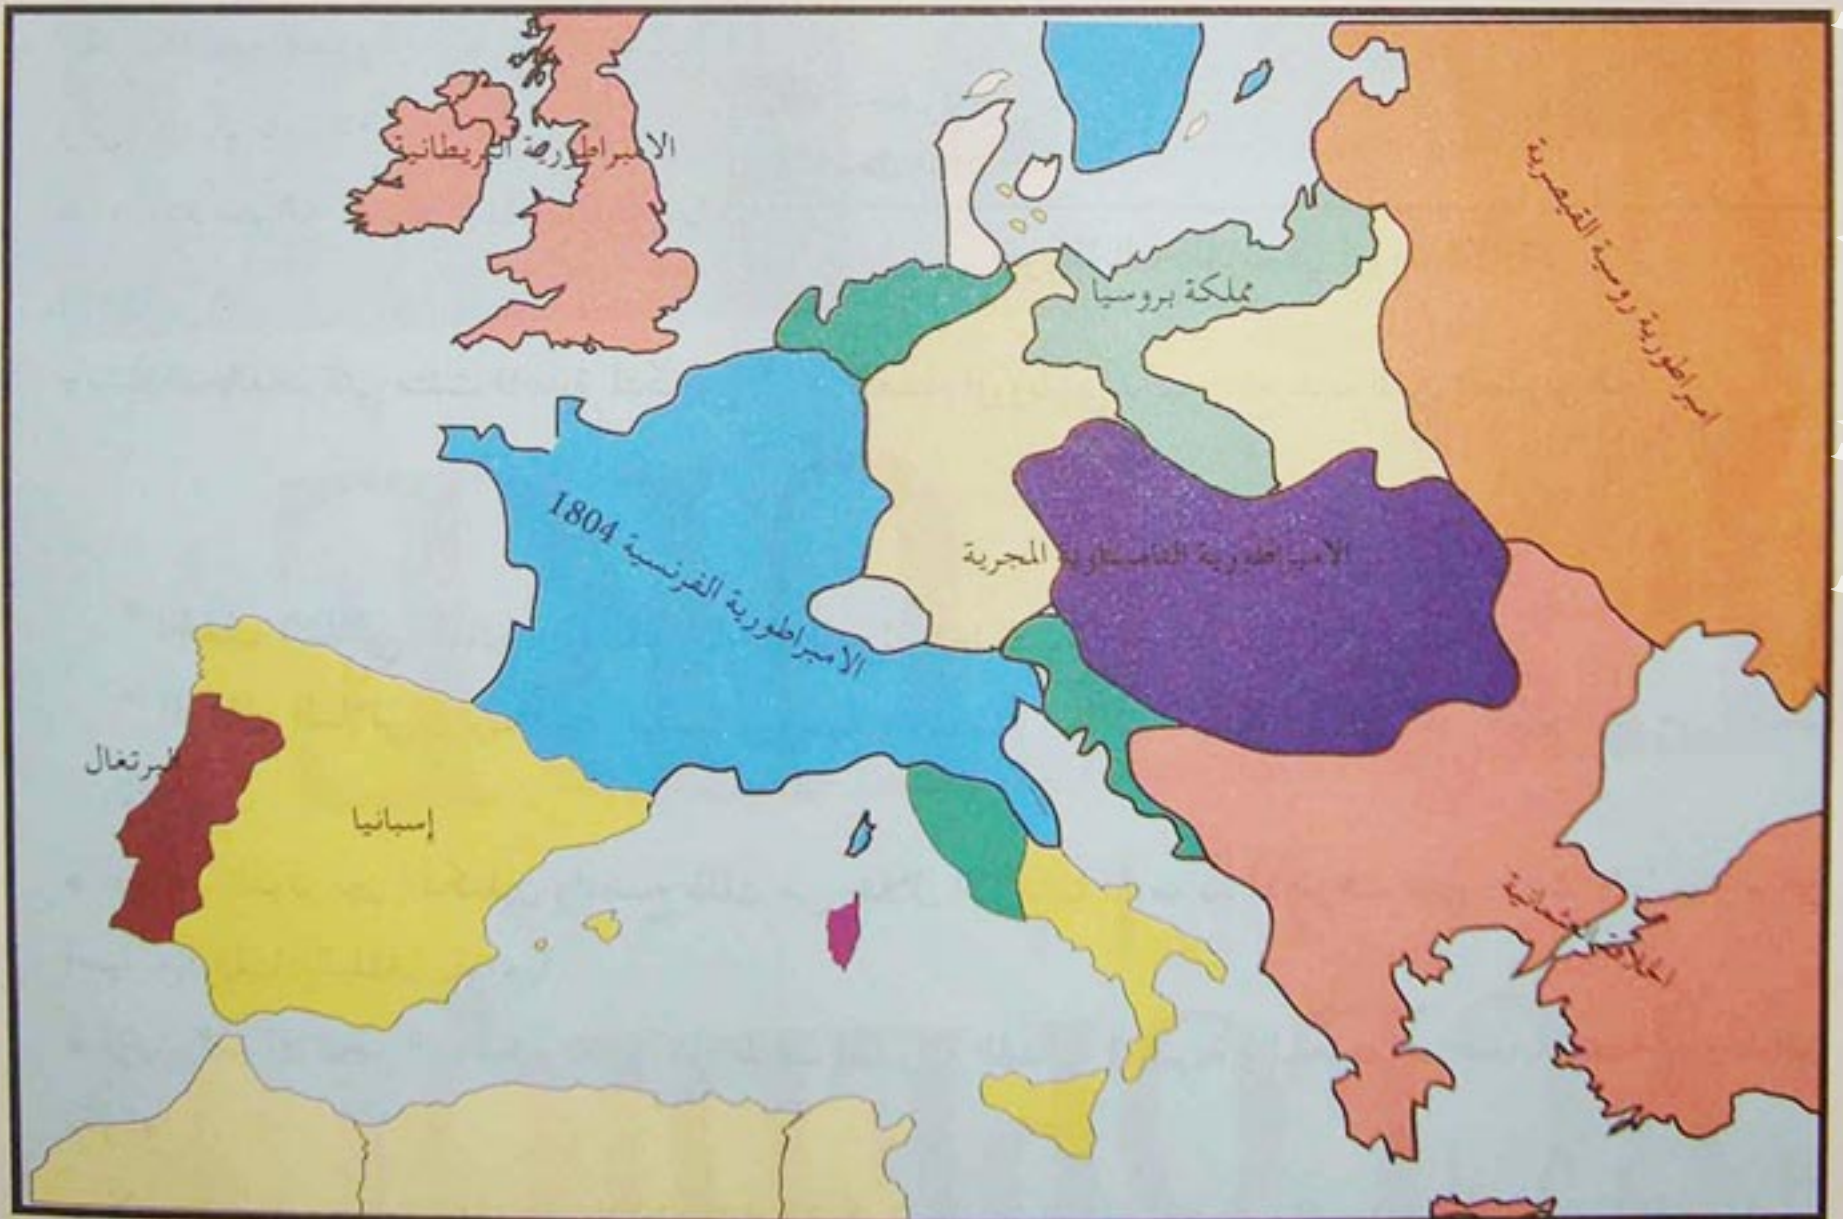 الامبراطورية البريطانية
امبراطورية روسية القيصرية
مملكة بروسيا
الامبراطورية الفرنسية 1804
الامبراطورية النمساوية المجرية
البرتغال
إسبانيا
الخلافة العثمانية